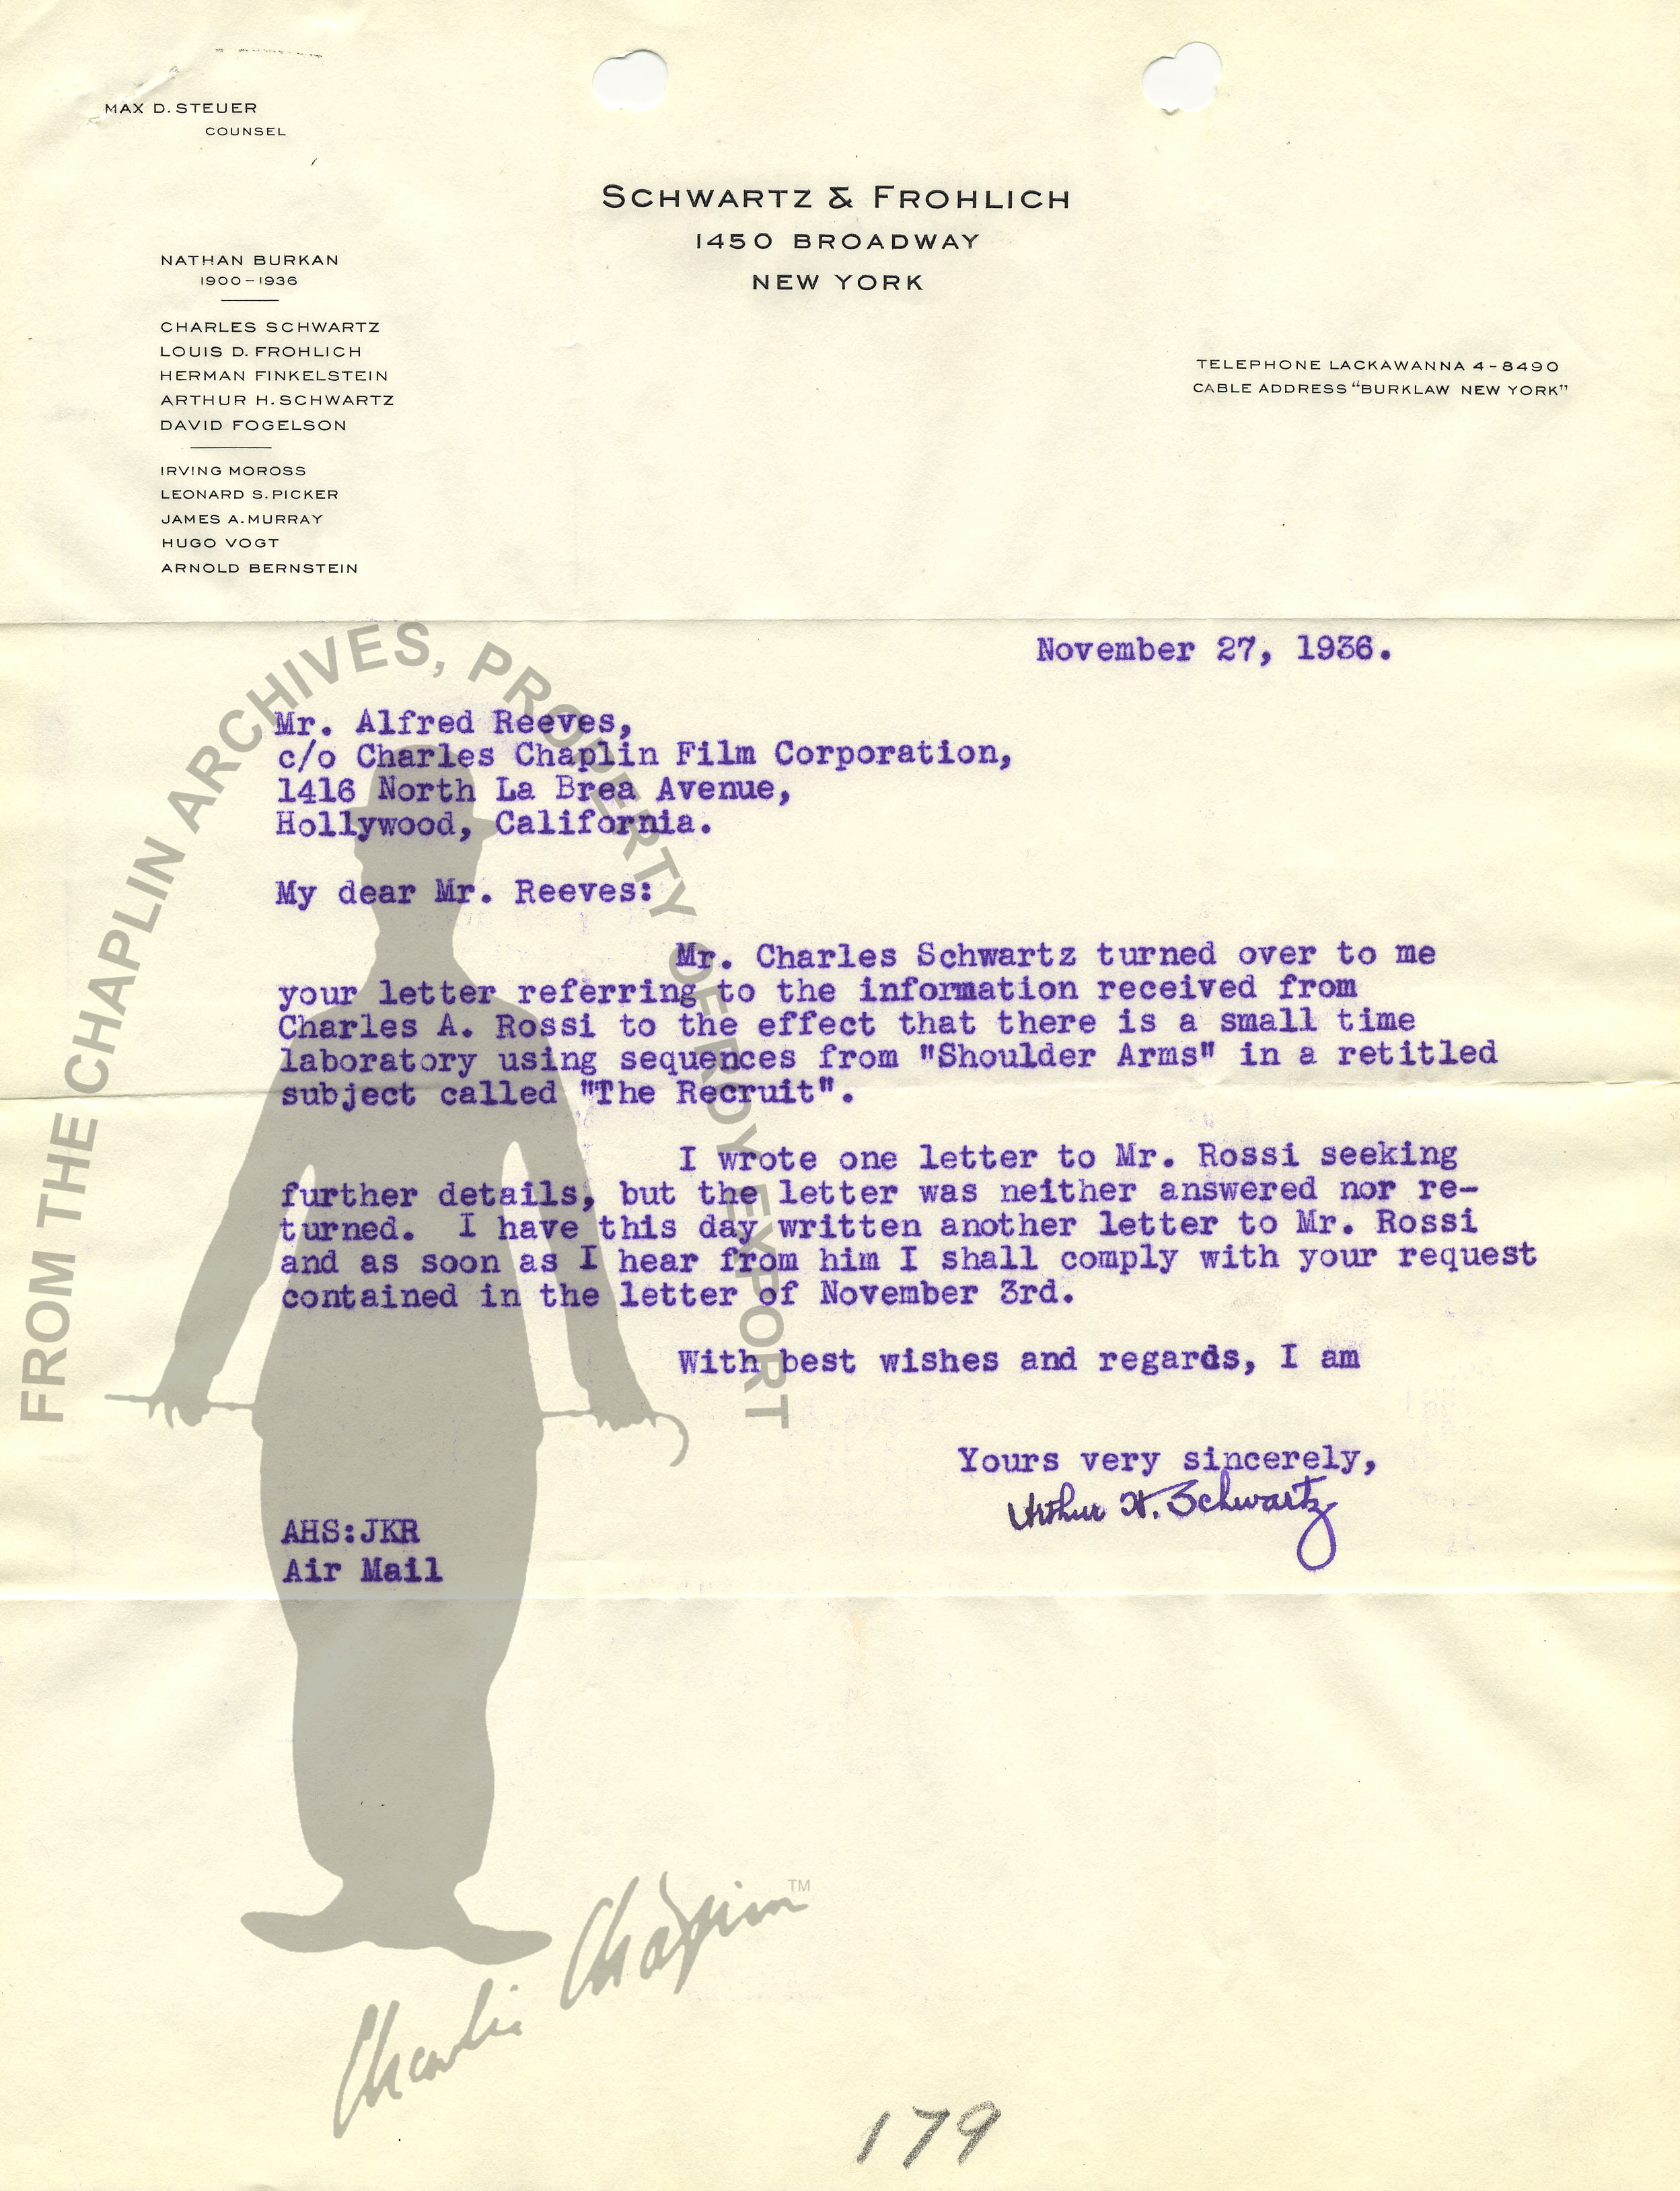 MAX D. STEUER
COUNSEL
SCHWARTZ & FROHLICH
1450 BROADWAY
NEW YORK
NATHAN BURKAN
1900-1936
CHARLES SCHWARTZ
LOUIS D. FROHLICH
HERMAN FINKELSTEIN
ARTHUR H. SCHWARTZ
DAVID FOGELSON
IRVING MOROSS
LEONARD S. PICKER
JAMES A. MURRAY
HUGO VOGT
ARNOLD BERNSTEIN
TELEPHONE LACKAWANNA 4-8490
CABLE ADDRESS "BURKLAW NEW YORK"
November 27, 1936.
Mr. Alfred Reeves,
c/o Charles Chaplin Film Corporation,
1416 North La Brea Avenue,
Hollywood, California.
My dear Mr. Reeves:
Mr. Charles Schwartz turned over to me
your letter referring to the information received from
Charles A. Rossi to the effect that there is a small time
laboratory using sequences from "Shoulder Arms" in a retitled
subject called "The Recruit".
I wrote one letter to Mr. Rossi seeking
further details, but the letter was neither answered nor re-
turned. I have this day written another letter to Mr. Rossi
and as soon as I hear from him I shall comply with your request
contained in the letter of November 3rd.
With best wishes and regards, I am
Yours very sincerely,
Arthur H. Schwartz
AHS:JKR
Air Mail
FROM THE CHAPLIN ARCHIVES, PROPERTY OF ROY EXPORT
Charlie Chaplin TM
179